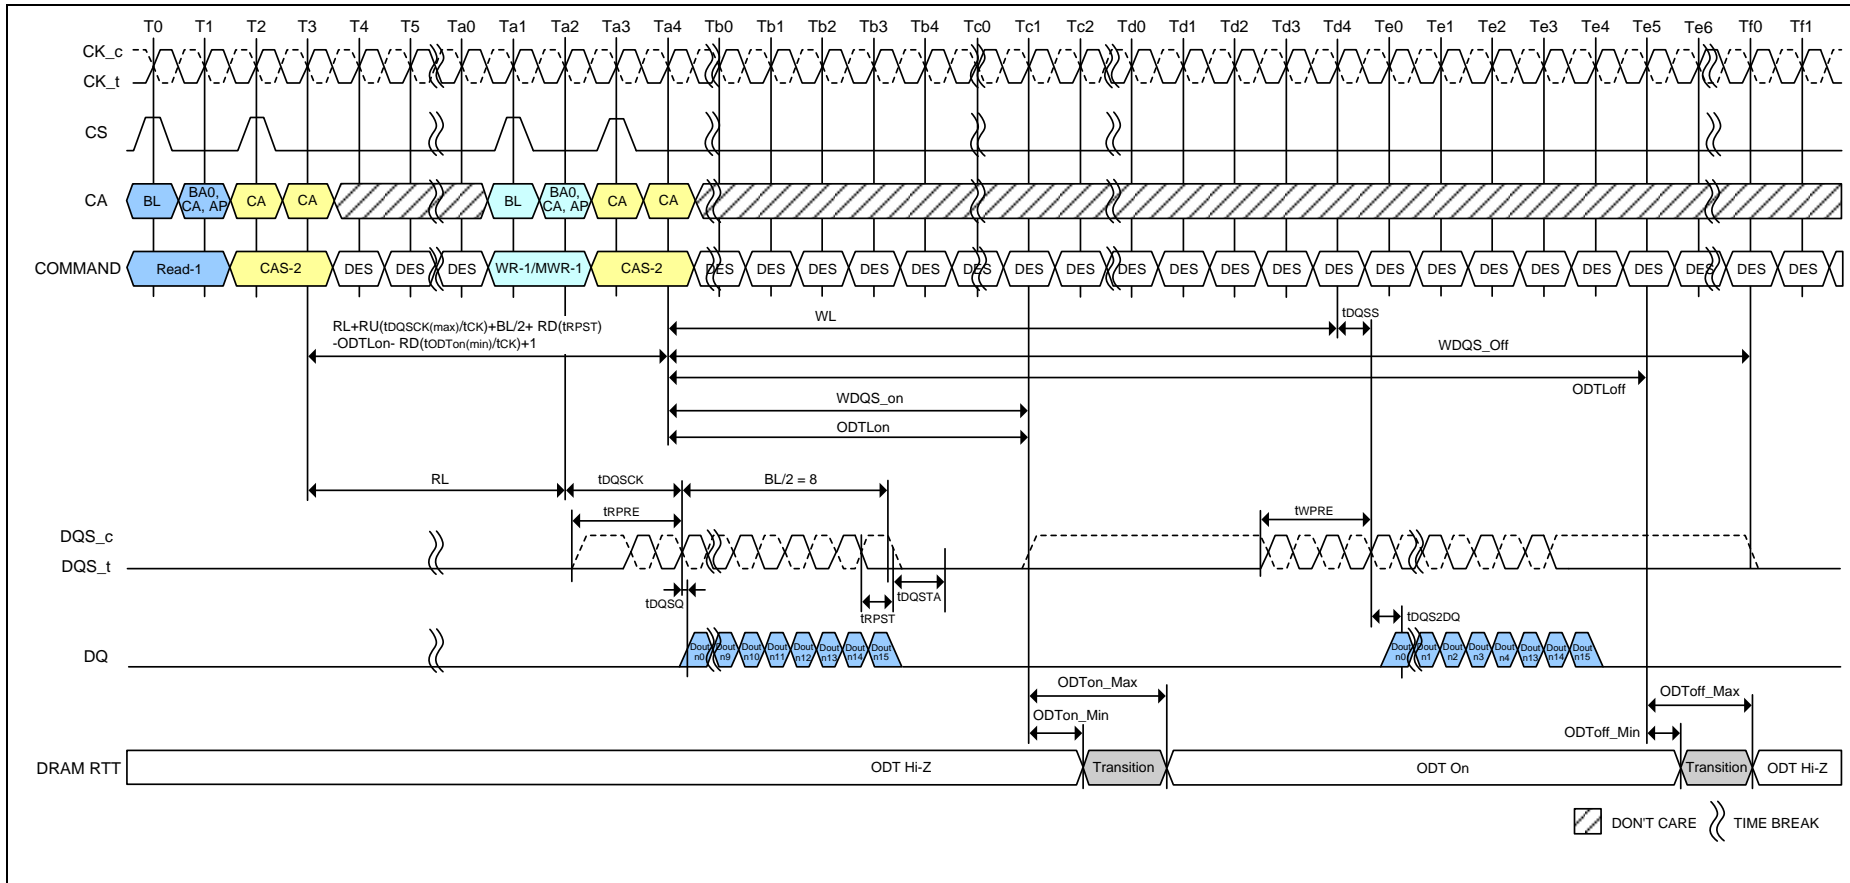 T0 T1 T2 T3 T4 T5 Ta0 Ta1 Ta2 Ta3 Ta4 Tb0 Tb1 Tb2 Tb3 Tb4 Tc0 Tc1 Tc2 Td0 Td1 Td2 Td3 Td4 Te0 Te1 Te2 Te3 Te4 Te5 Te6 Tf0 Tf1
CK_c
CK_t
CS
CA BL BA0, CA, AP CA CA BL BA0, CA, AP CA CA
COMMAND Read-1 CAS-2 DES DES DES WR-1/MWR-1 CAS-2 DES DES DES DES DES DES DES DES DES DES DES DES DES DES DES DES DES DES DES DES DES DES
WL tDQSS
RL+RU(tDQSCK(max)/tCK)+BL/2+ RD(tRPST)
-ODTLon- RD(tODTon(min)/tCK)+1
WDQS_Off
ODTLoff
WDQS_on
ODTLon
RL tDQSCK BL/2 = 8
tRPRE tWPRE
DQS_c
DQS_t
tDQSQ tDQSTA
tRPST tDQS2DQ
DQ Dout n0 Dout n9 Dout n10 Dout n11 Dout n12 Dout n13 Dout n14 Dout n15 Dout n0 Dout n1 Dout n2 Dout n3 Dout n4 Dout n13 Dout n14 Dout n15
ODTon_Max ODToff_Max
ODTon_Min ODToff_Min
DRAM RTT ODT Hi-Z Transition ODT On Transition ODT Hi-Z
DON'T CARE TIME BREAK